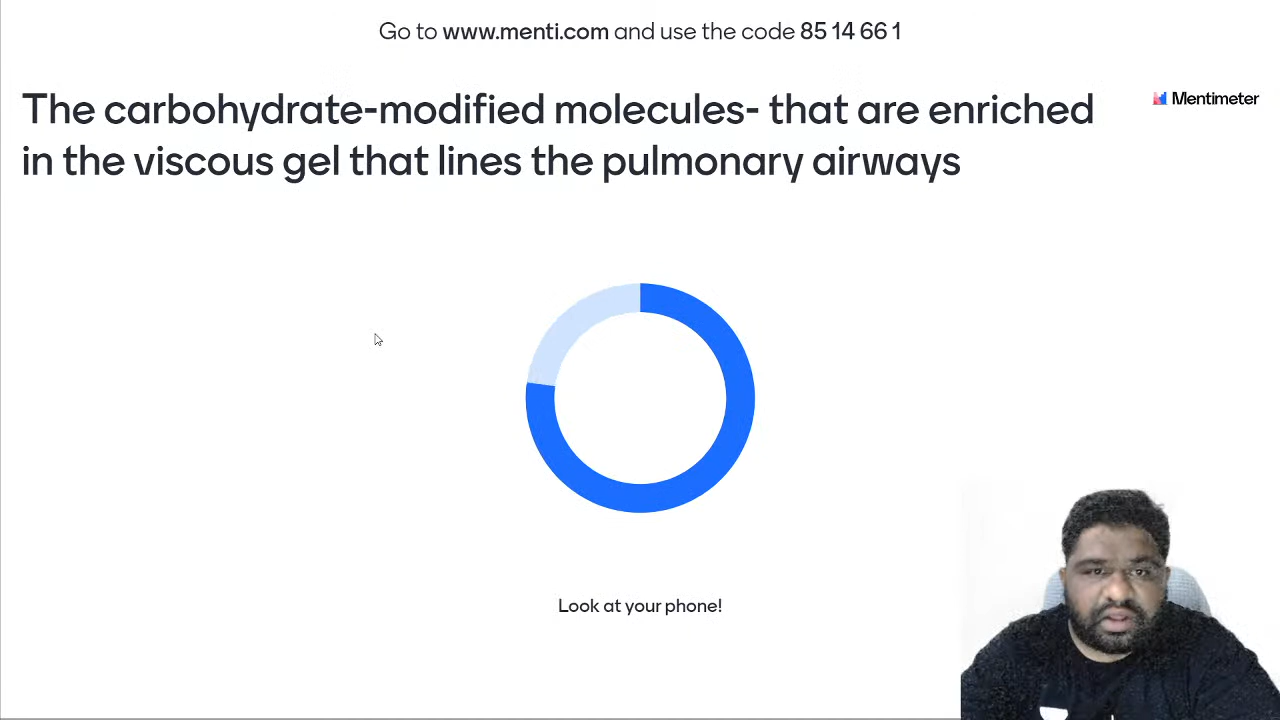 Go to www.menti.com and use the code 85 14 66 1
The carbohydrate-modified molecules- that are enriched
in the viscous gel that lines the pulmonary airways
Mentimeter
Look at your phone!